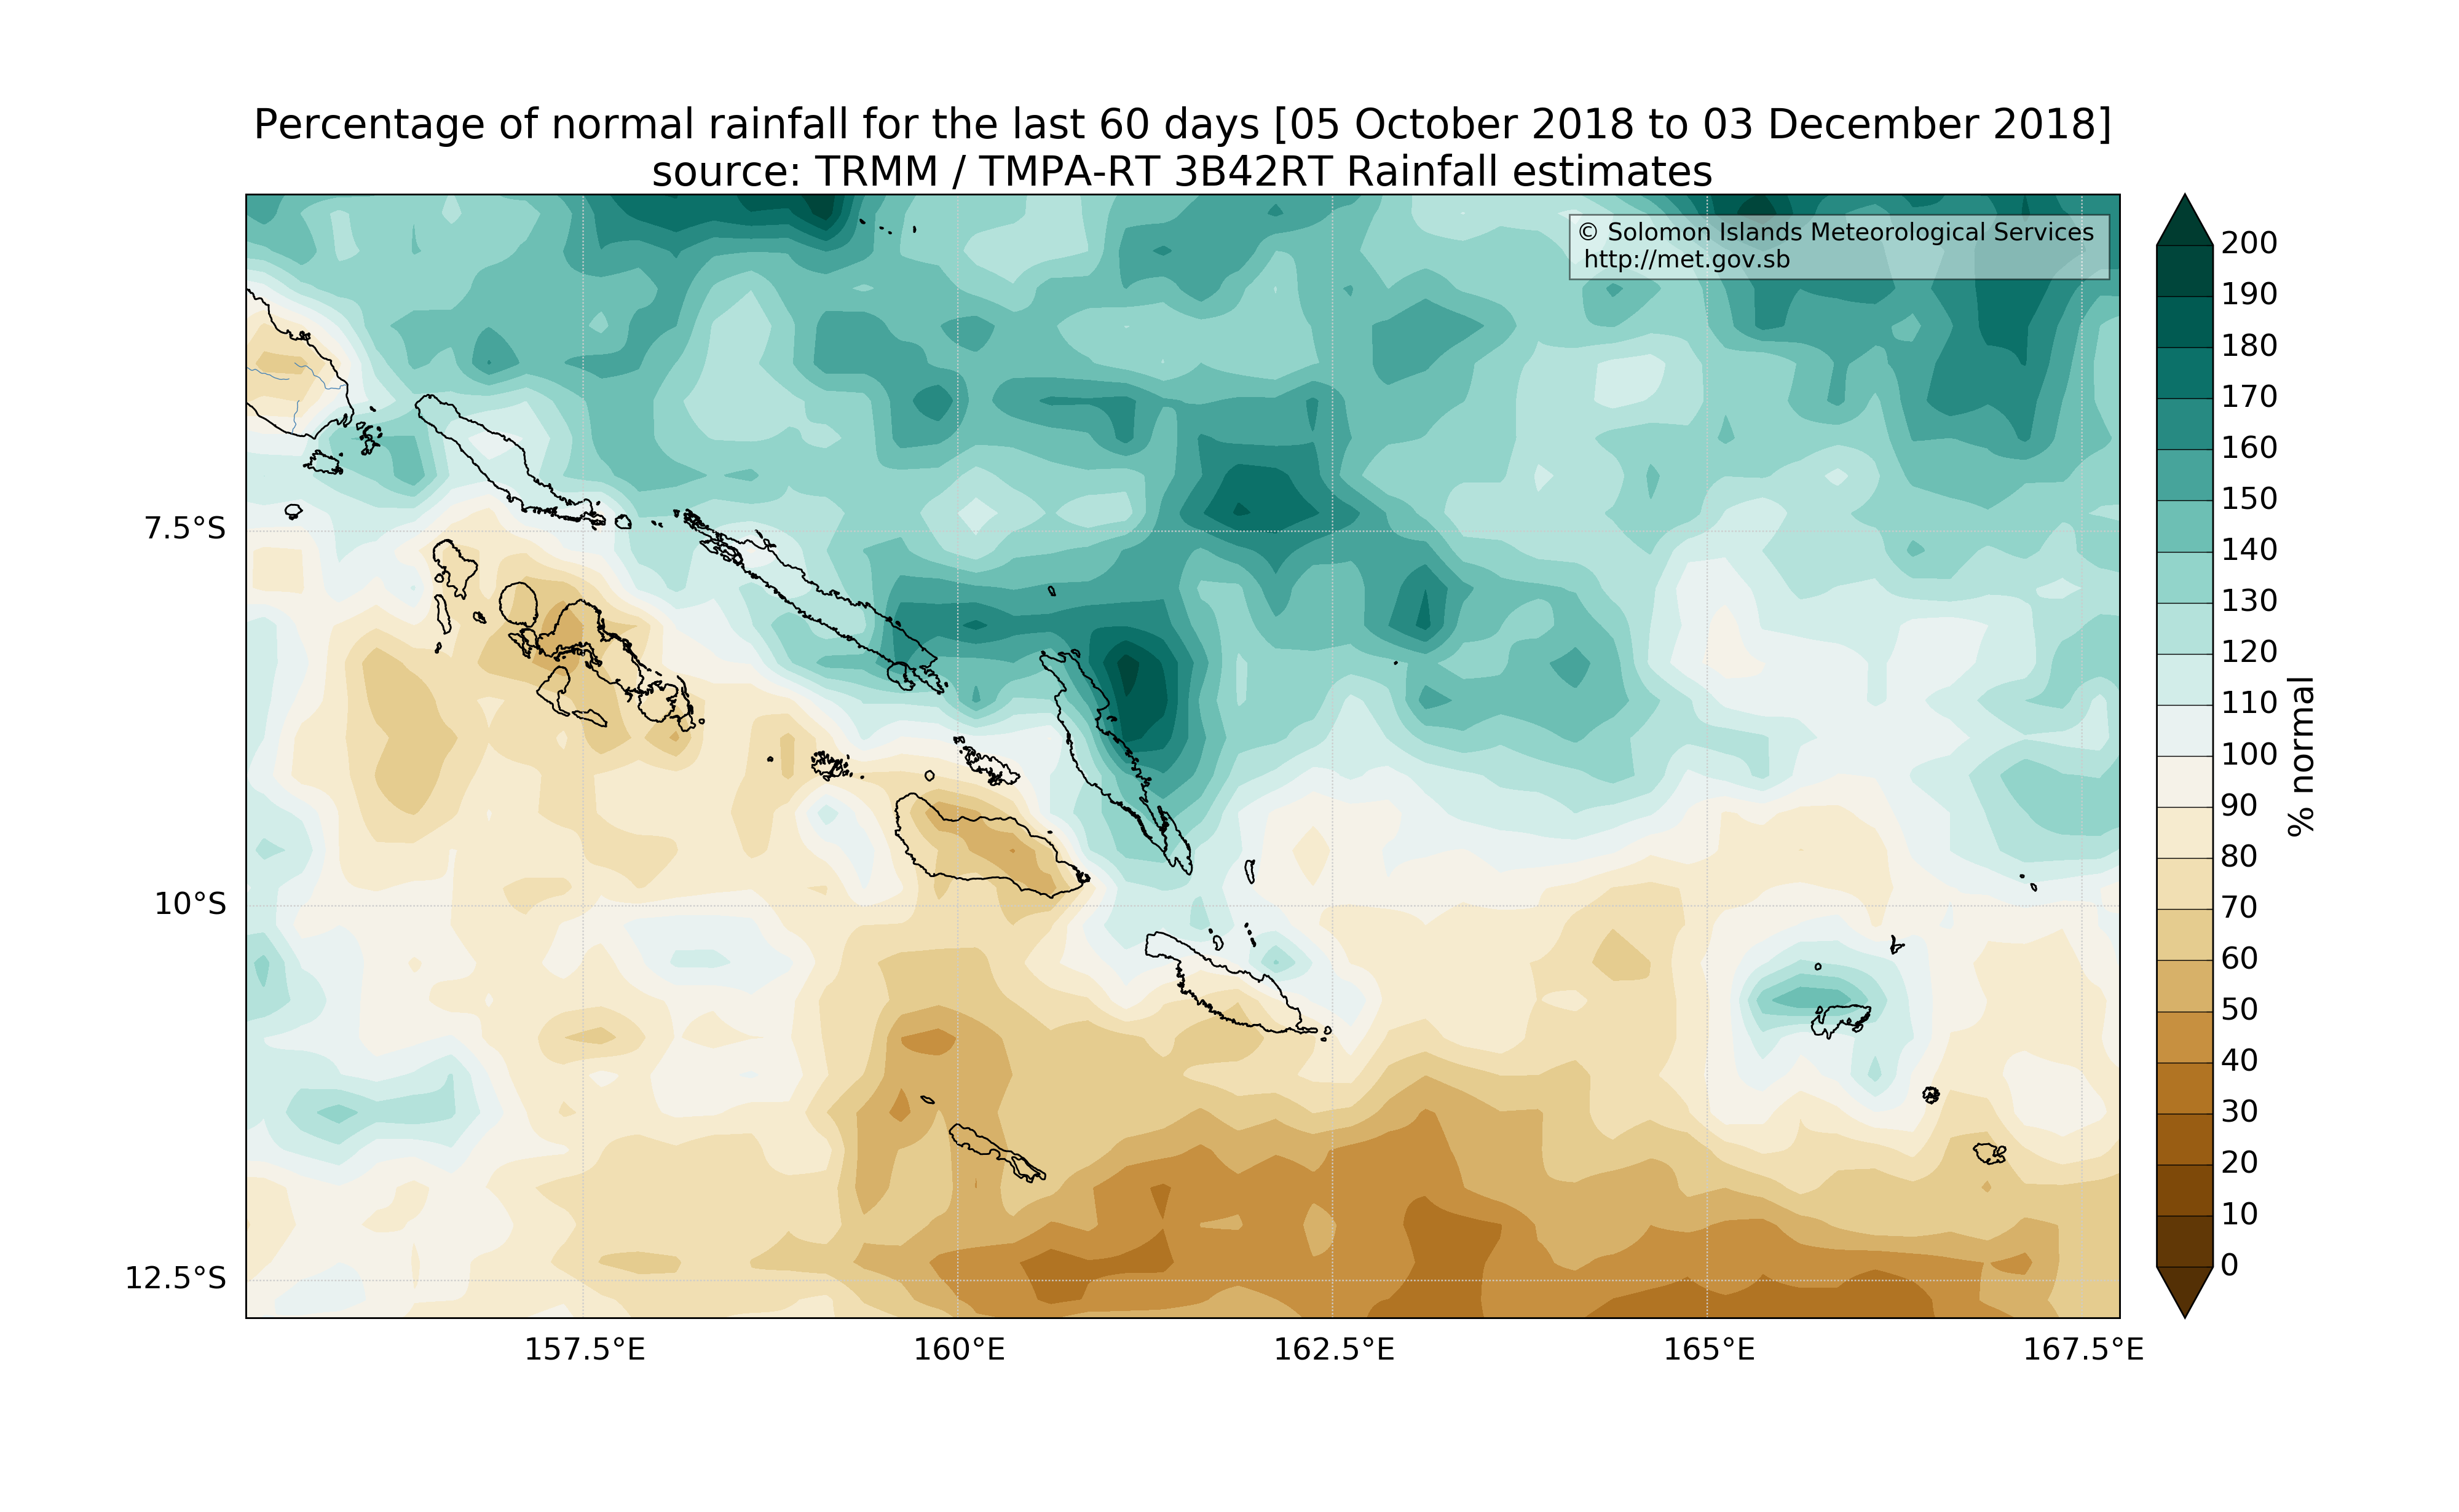 Percentage of normal rainfall for the last 60 days [05 October 2018 to 03 December 2018]
source: TRMM / TMPA-RT 3B42RT Rainfall estimates
© Solomon Islands Meteorological Services
http://met.gov.sb
7.5°S
10°S
12.5°S
157.5°E
160°E
162.5°E
165°E
167.5°E
200
190
180
170
160
150
140
130
120
110
100
90
80
70
60
50
40
30
20
10
0
% normal